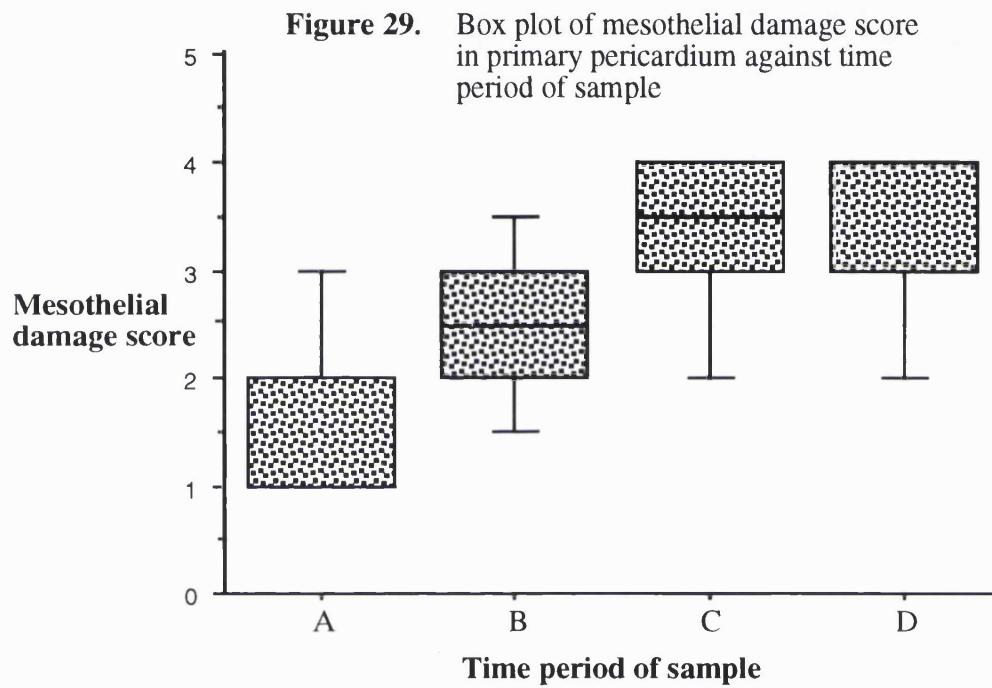 Figure 29. Box plot of mesothelial damage score
in primary pericardium against time
period of sample
5
4
3
2
1
0
Mesothelial
damage score
A B C D
Time period of sample